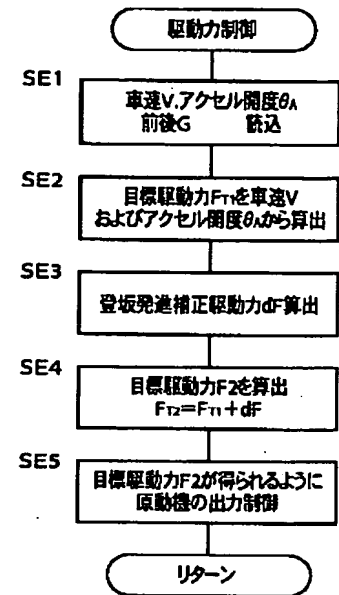 駆動力制御
SE1
車速V.アクセル開度θA
前後G 読込
SE2
目標駆動力FT1を車速V
およびアクセル開度θAから算出
SE3
登坂発進補正駆動力dF算出
SE4
目標駆動力F2を算出
FT2=FT1+dF
SE5
目標駆動力F2が得られるように
原動機の出力制御
リターン